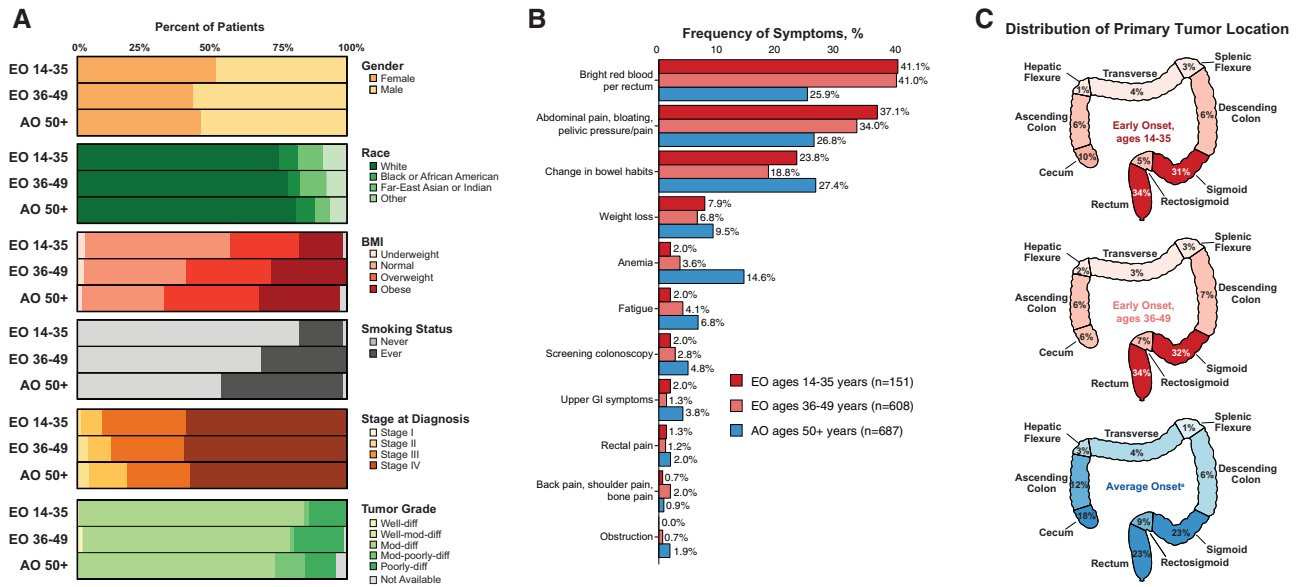 A
Percent of Patients
0% 25% 50% 75% 100%
EO 14-35
EO 36-49
AO 50+
Gender
Female
Male
EO 14-35
EO 36-49
AO 50+
Race
White
Black or African American
Far-East Asian or Indian
Other
EO 14-35
EO 36-49
AO 50+
BMI
Underweight
Normal
Overweight
Obese
EO 14-35
EO 36-49
AO 50+
Smoking Status
Never
Ever
EO 14-35
EO 36-49
AO 50+
Stage at Diagnosis
Stage I
Stage II
Stage III
Stage IV
EO 14-35
EO 36-49
AO 50+
Tumor Grade
Well-diff
Well-mod-diff
Mod-diff
Mod-poorly-diff
Poorly-diff
Not Available
B
Frequency of Symptoms, %
0 10 20 30 40
Bright red blood
per rectum
41.1%
41.0%
25.9%
Abdominal pain, bloating,
pelvic pressure/pain
37.1%
34.0%
26.8%
Change in bowel habits
23.8%
18.8%
27.4%
Weight loss
7.9%
6.8%
9.5%
Anemia
2.0%
3.6%
14.6%
Fatigue
2.0%
4.1%
6.8%
Screening colonoscopy
2.0%
2.8%
4.8%
Upper GI symptoms
2.0%
1.3%
3.8%
Rectal pain
1.3%
1.2%
2.0%
Back pain, shoulder pain,
bone pain
0.7%
2.0%
0.9%
Obstruction
0.0%
0.7%
1.9%
EO ages 14-35 years (n=151)
EO ages 36-49 years (n=608)
AO ages 50+ years (n=687)
C
Distribution of Primary Tumor Location
Hepatic
Flexure
1%
Transverse
4%
3%
Splenic
Flexure
Ascending
Colon
6%
Early Onset,
ages 14-35
6%
Descending
Colon
10%
Cecum
5%
31%
34%
Rectum
Sigmoid
Rectosigmoid
Hepatic
Flexure
2%
Transverse
3%
3%
Splenic
Flexure
Ascending
Colon
6%
Early Onset,
ages 36-49
7%
Descending
Colon
6%
Cecum
7%
32%
34%
Rectum
Sigmoid
Rectosigmoid
Hepatic
Flexure
3%
Transverse
4%
1%
Splenic
Flexure
Ascending
Colon
12%
Average Onsetᵃ
6%
Descending
Colon
18%
Cecum
9%
23%
23%
Rectum
Sigmoid
Rectosigmoid